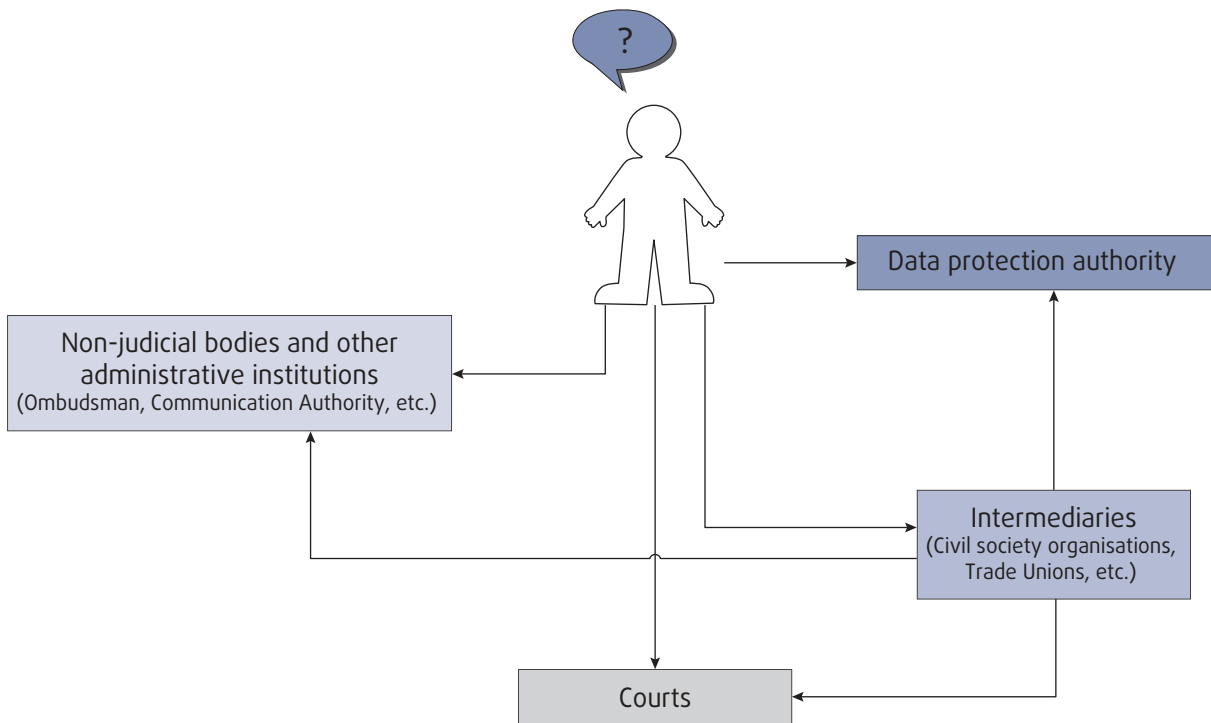 ?
Data protection authority
Non-judicial bodies and other
administrative institutions
(Ombudsman, Communication Authority, etc.)
Intermediaries
(Civil society organisations,
Trade Unions, etc.)
Courts